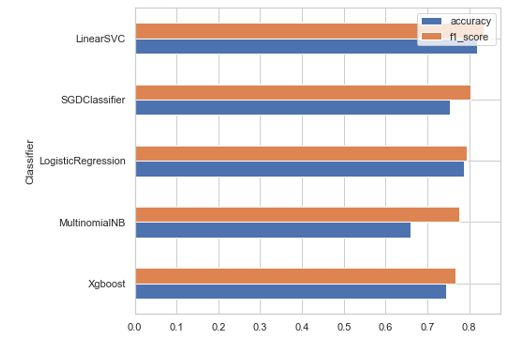 accuracy
f1_score
LinearSVC
SGDClassifier
LogisticRegression
MultinomialNB
Xgboost
Classifier
0.0 0.1 0.2 0.3 0.4 0.5 0.6 0.7 0.8